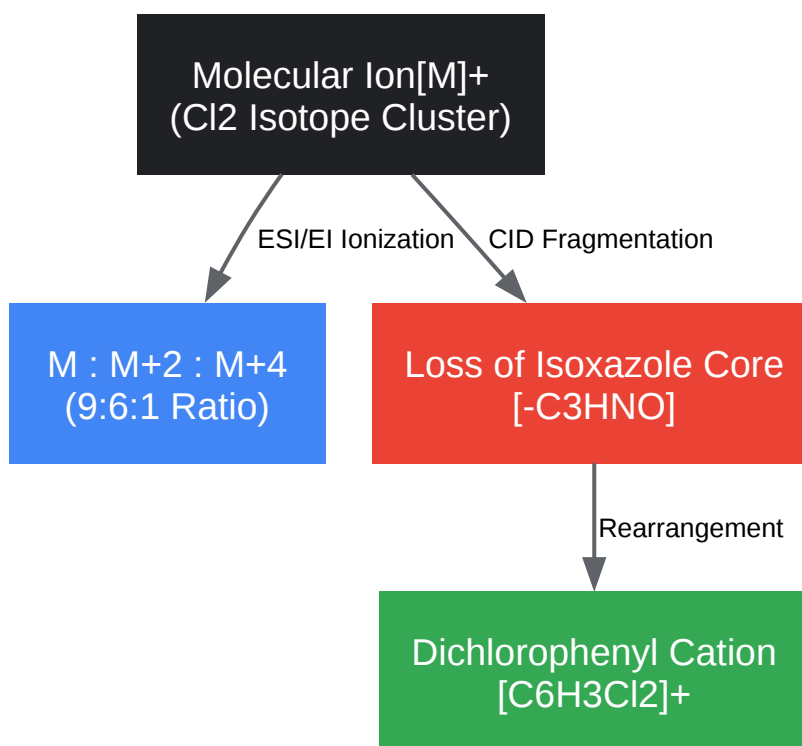 Molecular Ion[M]+
(Cl2 Isotope Cluster)
ESI/EI Ionization
CID Fragmentation
M : M+2 : M+4
(9:6:1 Ratio)
Loss of Isoxazole Core
[-C3HNO]
Rearrangement
Dichlorophenyl Cation
[C6H3Cl2]+